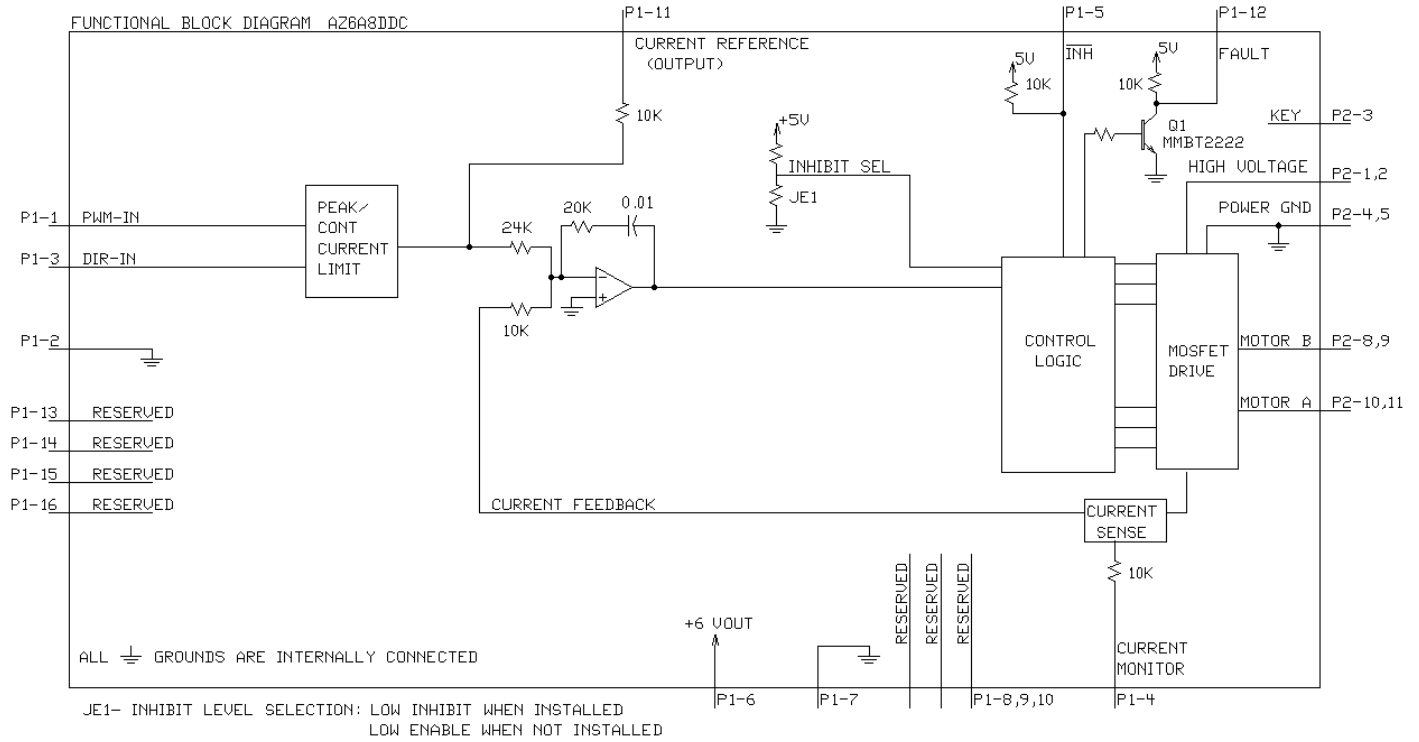 FUNCTIONAL BLOCK DIAGRAM AZ6A8DDC
P1-11
P1-5
P1-12
CURRENT REFERENCE
(OUTPUT)
INH
FAULT
5V
10K
5V
10K
10K
KEY
P2-3
Q1
MMBT2222
+5V
INHIBIT SEL
JE1
HIGH VOLTAGE
P2-1,2
POWER GND
P2-4,5
P1-1
PWM-IN
P1-3
DIR-IN
PEAK/
CONT
CURRENT
LIMIT
24K
20K
0.01
-
+
10K
P1-2
CONTROL
LOGIC
MOSFET
DRIVE
MOTOR B
P2-8,9
MOTOR A
P2-10,11
P1-13
RESERVED
P1-14
RESERVED
P1-15
RESERVED
P1-16
RESERVED
CURRENT FEEDBACK
CURRENT
SENSE
10K
RESERVED
RESERVED
RESERVED
+6 VOUT
CURRENT
MONITOR
ALL GROUNDS ARE INTERNALLY CONNECTED
P1-6
P1-7
P1-8,9,10
P1-4
JE1- INHIBIT LEVEL SELECTION: LOW INHIBIT WHEN INSTALLED
LOW ENABLE WHEN NOT INSTALLED